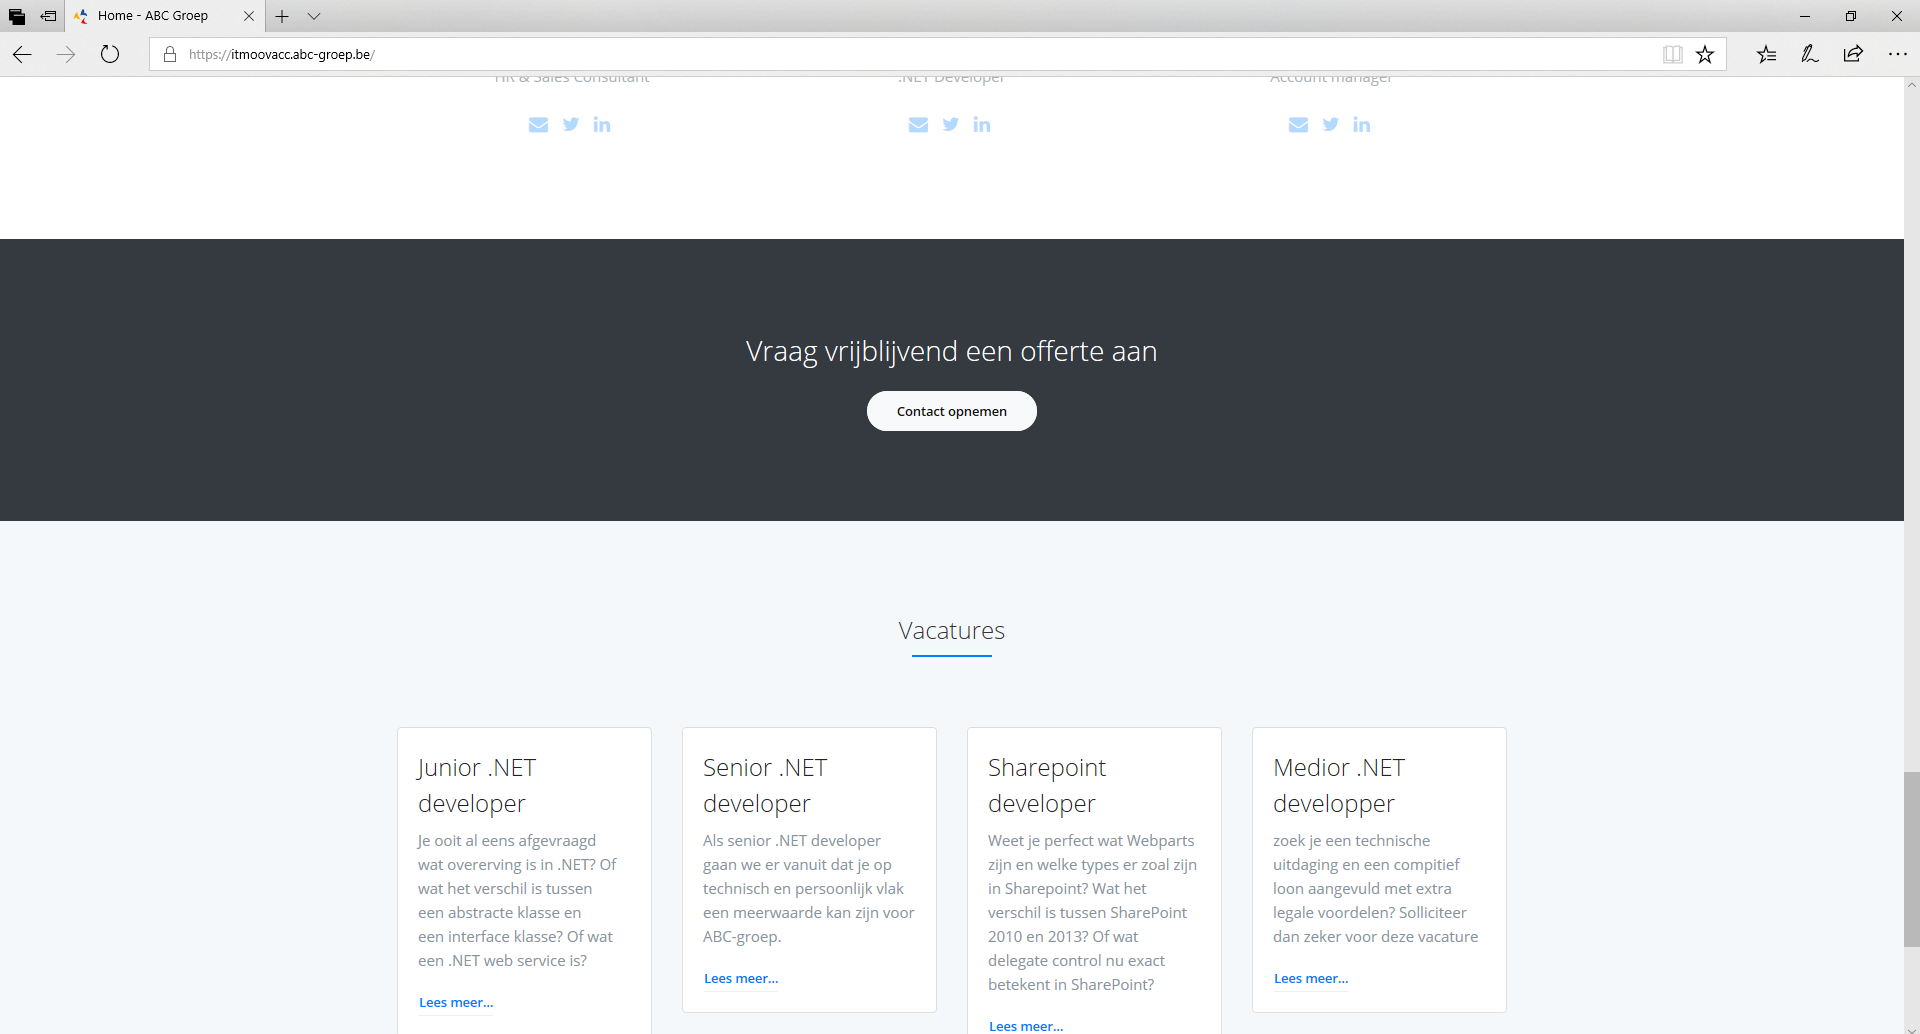 Home - ABC Groep
https://itmoovacc.abc-groep.be/
HR & Sales Consultant
.NET Developer
Account manager
Vraag vrijblijvend een offerte aan
Contact opnemen
Vacatures
Junior .NET
developer
Je ooit al eens afgevraagd
wat overerving is in .NET? Of
wat het verschil is tussen
een abstracte klasse en
een interface klasse? Of wat
een .NET web service is?
Lees meer...
Senior .NET
developer
Als senior .NET developer
gaan we er vanuit dat je op
technisch en persoonlijk vlak
een meerwaarde kan zijn voor
ABC-groep.
Lees meer...
Sharepoint
developer
Weet je perfect wat Webparts
zijn en welke types er zoal zijn
in Sharepoint? Wat het
verschil is tussen SharePoint
2010 en 2013? Of wat
delegate control nu exact
betekent in SharePoint?
Lees meer...
Medior .NET
developper
zoek je een technische
uitdaging en een compitief
loon aangevuld met extra
legale voordelen? Solliciteer
dan zeker voor deze vacature
Lees meer...